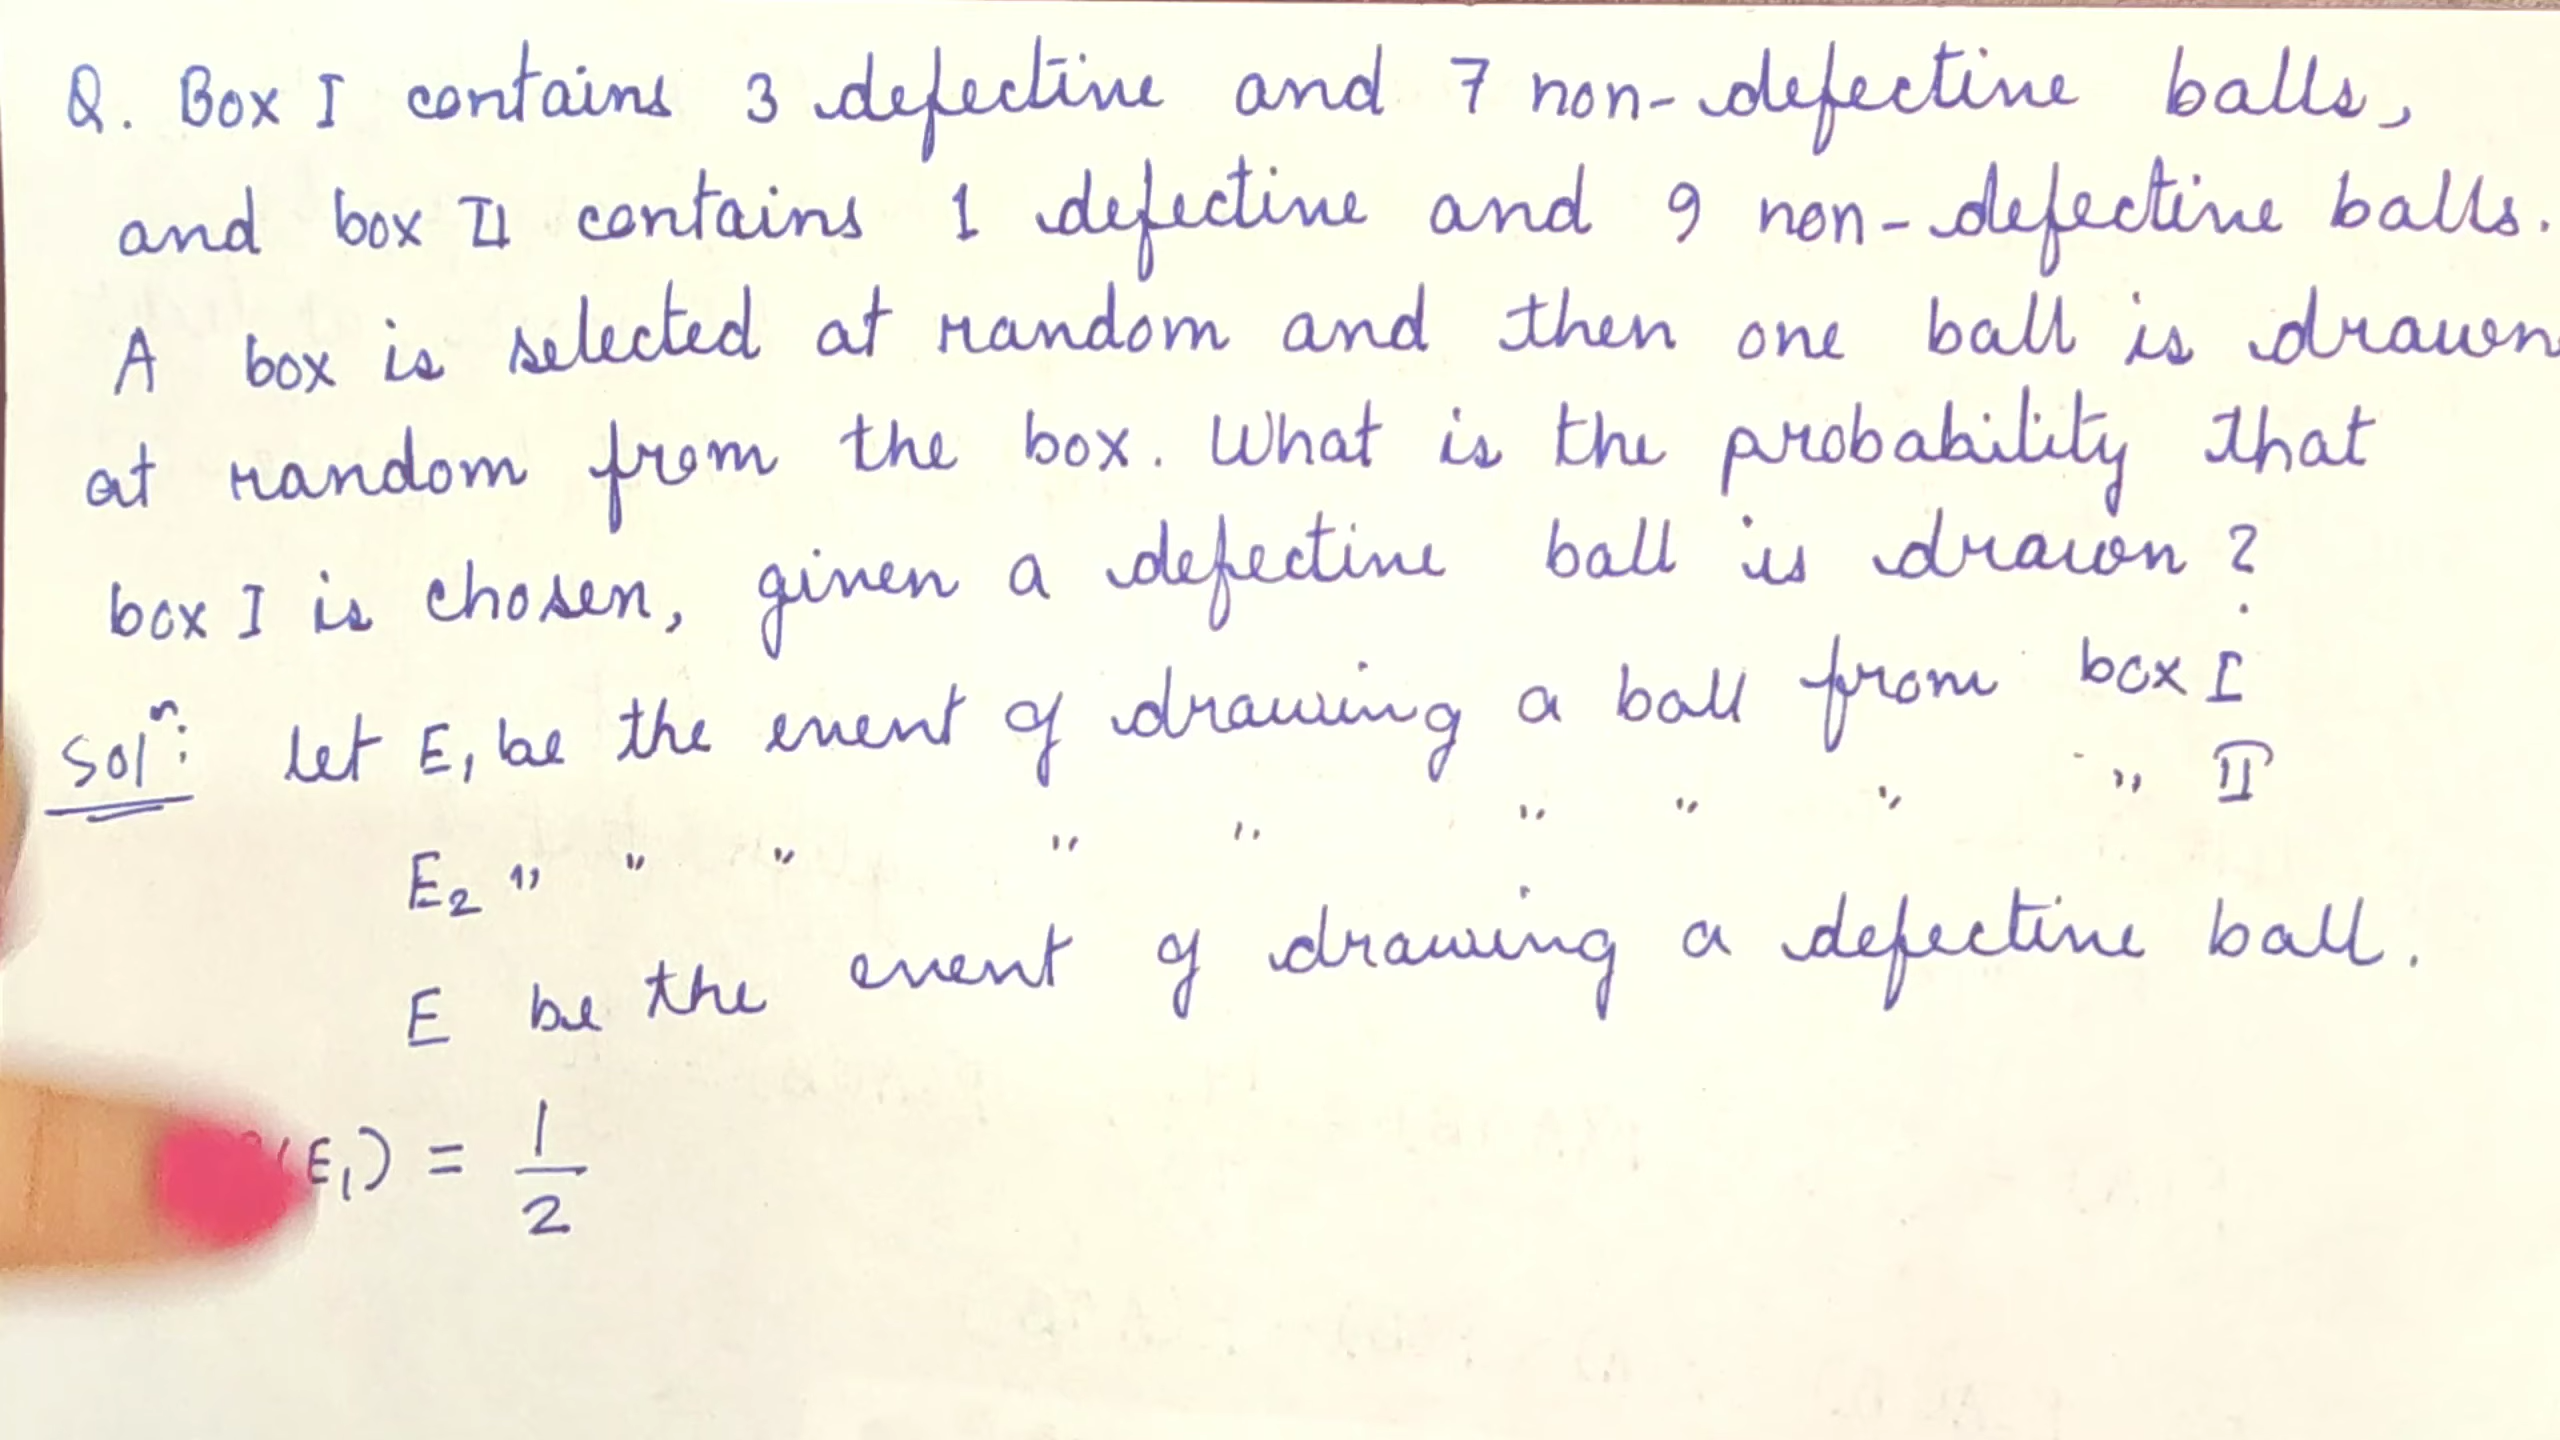 Q. Box I contains 3 defective and 7 non-defective balls,
and box II contains 1 defective and 9 non-defective balls.
A box is selected at random and then one ball is drawn
at random from the box. What is the probability that
box I is chosen, given a defective ball is drawn?
Solⁿ: let E₁ be the event of drawing a ball from box I
E₂ " " " " " " " " " II
E be the event of drawing a defective ball.
(E₁) = 1/2